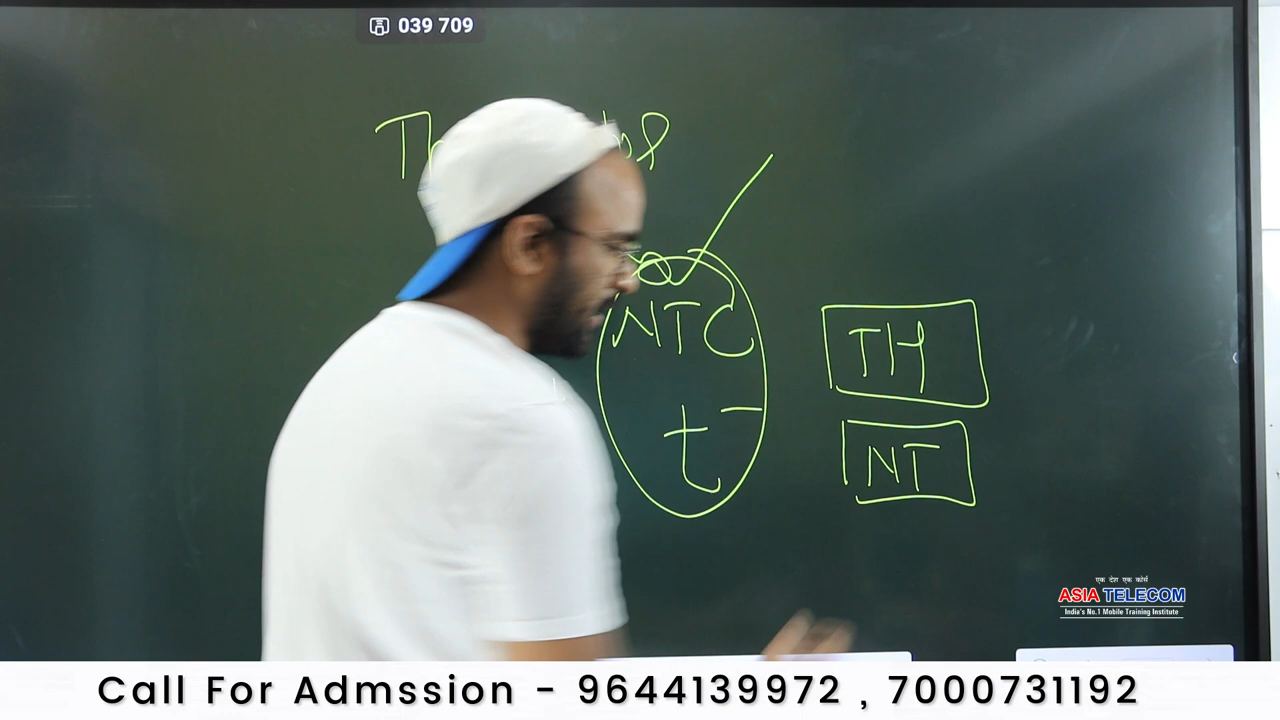 039 709
NTC
TH
t -
NT
एक देश एक कोर्स
ASIA TELECOM
India's No.1 Mobile Training Institute
Call For Admssion - 9644139972 , 7000731192